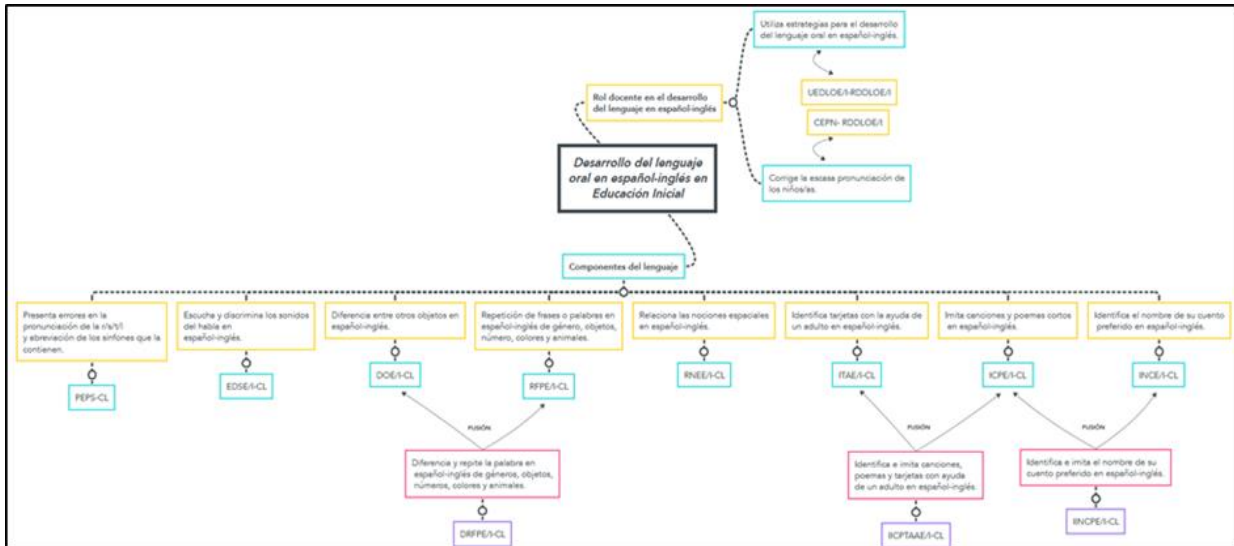 Utiliza estrategias para el desarrollo
del lenguaje oral en español-inglés.
UEDLOE/I-RDDLOE/I
Rol docente en el desarrollo
del lenguaje en español-inglés
CEPN- RDDLOE/I
Corrige la escasa pronunciación de
los niños/as.
Desarrollo del lenguaje
oral en español-inglés en
Educación Inicial
Componentes del lenguaje
Presenta errores en la
pronunciación de la r/s/t/l
y abreviación de los sinfones que la
contienen.
PEPS-CL
Escucha y discrimina los sonidos
del habla en
español-inglés.
EDSE/I-CL
Diferencia entre otros objetos en
español-inglés.
DOE/I-CL
Repetición de frases o palabras en
español-inglés de género, objetos,
número, colores y animales.
RFPE/I-CL
Relaciona las nociones espaciales
en español-inglés.
RNEE/I-CL
Identifica tarjetas con la ayuda de
un adulto en español-inglés.
ITAE/I-CL
Imita canciones y poemas cortos
en español-inglés.
ICPE/I-CL
Identifica el nombre de su cuento
preferido en español-inglés.
INCE/I-CL
FUSIÓN
Diferencia y repite la palabra en
español-inglés de géneros, objetos,
números, colores y animales.
DRFPE/I-CL
FUSIÓN
Identifica e imita canciones,
poemas y tarjetas con ayuda
de un adulto en español-inglés.
IICPTAAE/I-CL
FUSIÓN
Identifica e imita el nombre de su
cuento preferido en español-inglés.
IINCPE/I-CL